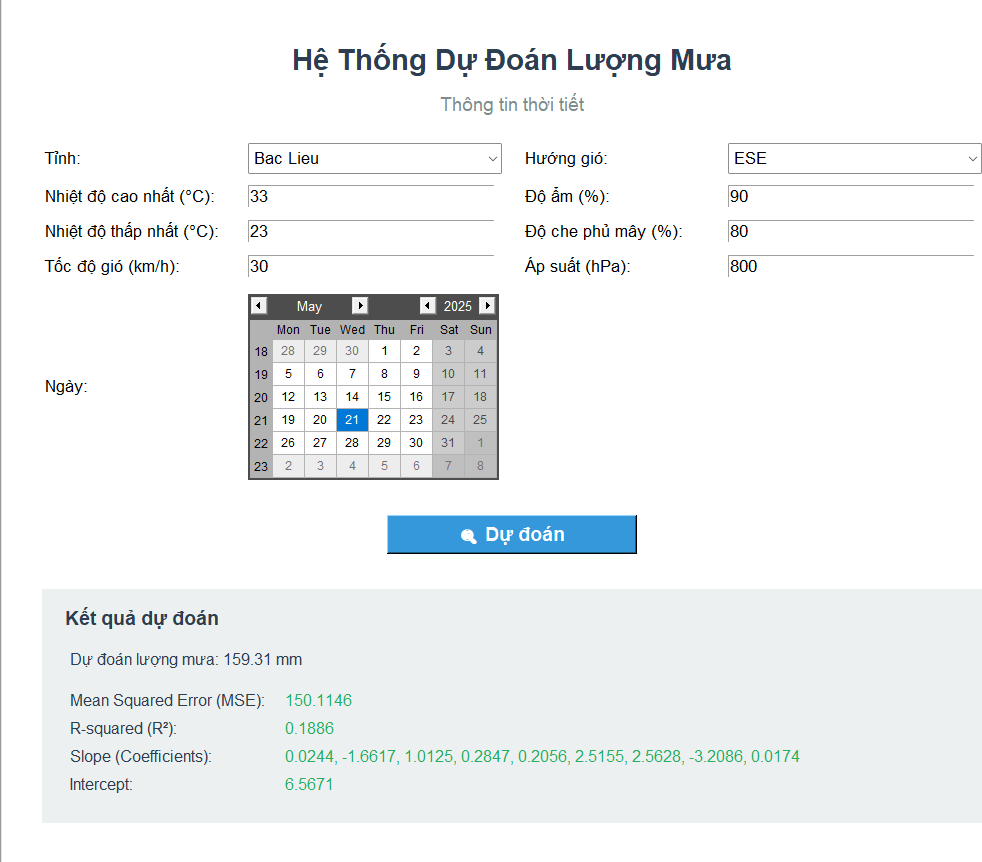 Hệ Thống Dự Đoán Lượng Mưa
Thông tin thời tiết
Tỉnh: Bac Lieu Hướng gió: ESE
Nhiệt độ cao nhất (°C): 33 Độ ẩm (%): 90
Nhiệt độ thấp nhất (°C): 23 Độ che phủ mây (%): 80
Tốc độ gió (km/h): 30 Áp suất (hPa): 800
Ngày:
May 2025
Mon Tue Wed Thu Fri Sat Sun
18 28 29 30 1 2 3 4
19 5 6 7 8 9 10 11
20 12 13 14 15 16 17 18
21 19 20 21 22 23 24 25
22 26 27 28 29 30 31 1
23 2 3 4 5 6 7 8
Dự đoán
Kết quả dự đoán
Dự đoán lượng mưa: 159.31 mm
Mean Squared Error (MSE): 150.1146
R-squared (R²): 0.1886
Slope (Coefficients): 0.0244, -1.6617, 1.0125, 0.2847, 0.2056, 2.5155, 2.5628, -3.2086, 0.0174
Intercept: 6.5671